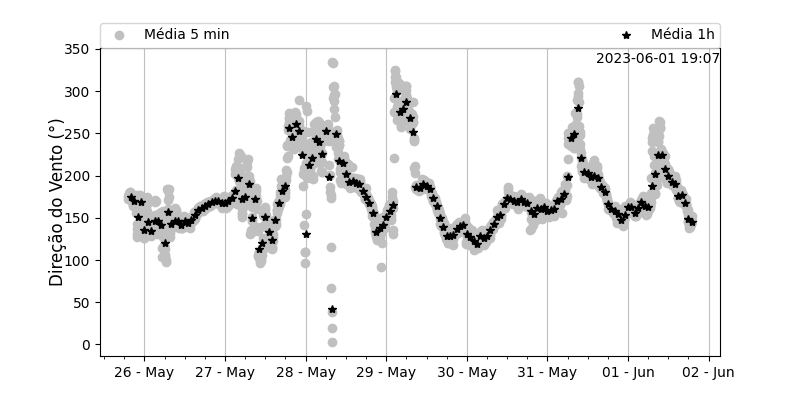 Média 5 min
Média 1h
2023-06-01 19:07
Direção do Vento (°)
350
300
250
200
150
100
50
0
26 - May
27 - May
28 - May
29 - May
30 - May
31 - May
01 - Jun
02 - Jun